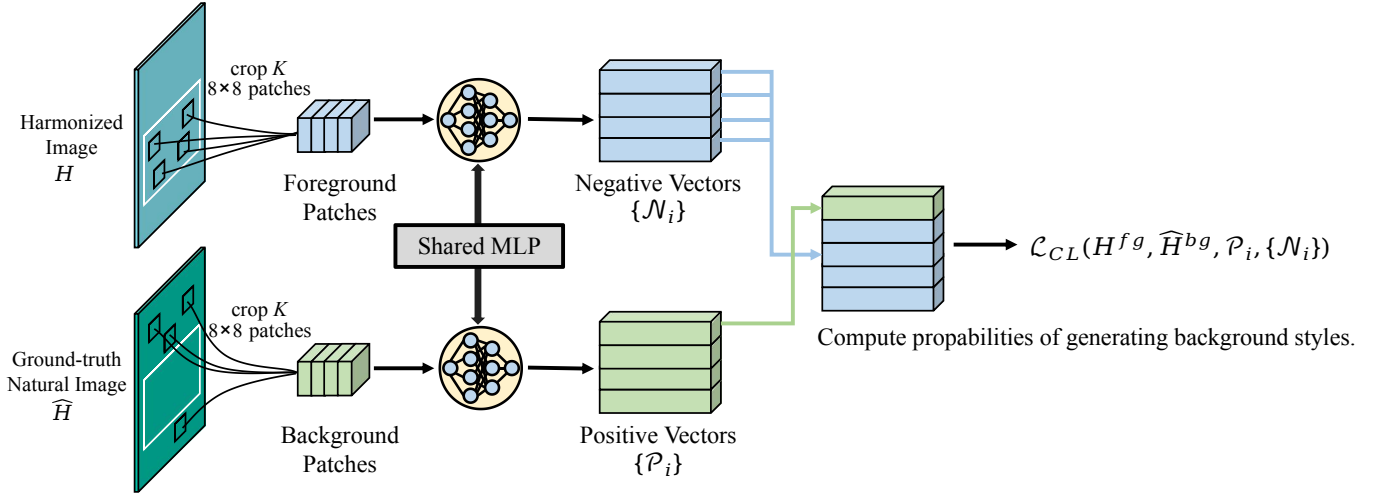 crop K
8×8 patches
Harmonized
Image
H
Foreground
Patches
Negative Vectors
{𝒩ᵢ}
Shared MLP
ℒ_CL(H^fg, Ĥ^bg, 𝒫ᵢ, {𝒩ᵢ})
Compute propabilities of generating background styles.
crop K
8×8 patches
Ground-truth
Natural Image
Ĥ
Background
Patches
Positive Vectors
{𝒫ᵢ}